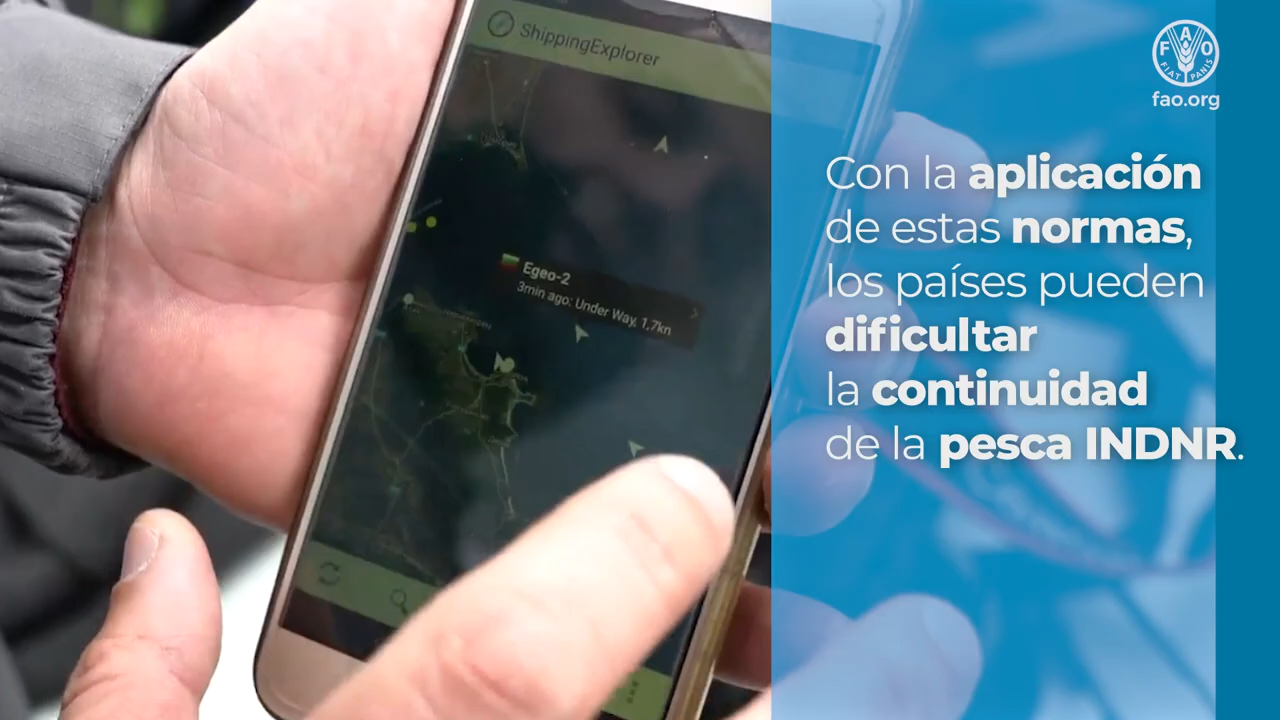 ShippingExplorer
Egeo-2
3min ago: Under Way, 1,7kn
F A O
FIAT PANIS
fao.org
Con la aplicación
de estas normas,
los países pueden
dificultar
la continuidad
de la pesca INDNR.